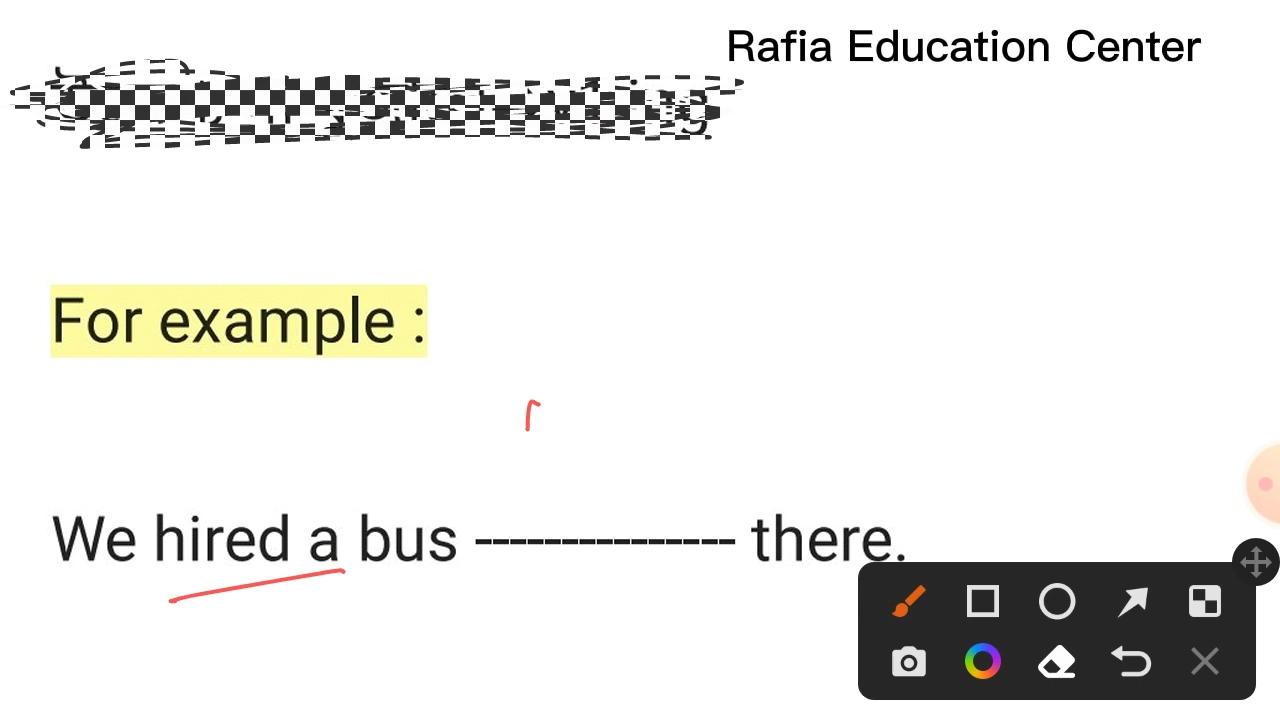 Rafia Education Center
For example :
We hired a bus --------------- there.